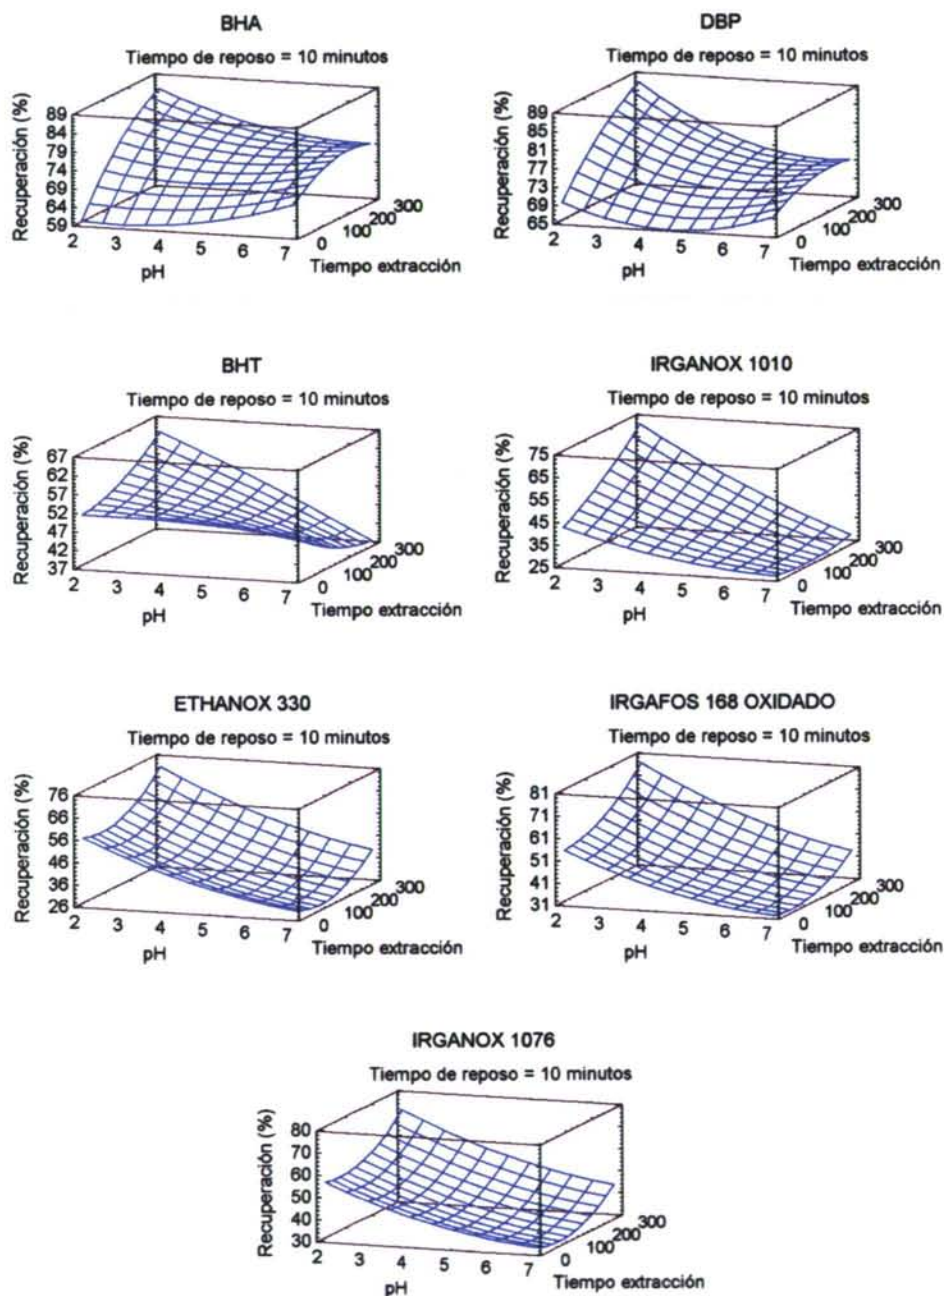 BHA
Tiempo de reposo = 10 minutos
Recuperación (%)
89
84
79
74
69
64
59
2 3 4 5 6 7
pH
0 100 200 300
Tiempo extracción
DBP
Tiempo de reposo = 10 minutos
Recuperación (%)
89
85
81
77
73
69
65
2 3 4 5 6 7
pH
0 100 200 300
Tiempo extracción
BHT
Tiempo de reposo = 10 minutos
Recuperación (%)
67
62
57
52
47
42
37
2 3 4 5 6 7
pH
0 100 200 300
Tiempo extracción
IRGANOX 1010
Tiempo de reposo = 10 minutos
Recuperación (%)
75
65
55
45
35
25
2 3 4 5 6 7
pH
0 100 200 300
Tiempo extracción
ETHANOX 330
Tiempo de reposo = 10 minutos
Recuperación (%)
76
66
56
46
36
26
2 3 4 5 6 7
pH
0 100 200 300
Tiempo extracción
IRGAFOS 168 OXIDADO
Tiempo de reposo = 10 minutos
Recuperación (%)
81
71
61
51
41
31
2 3 4 5 6 7
pH
0 100 200 300
Tiempo extracción
IRGANOX 1076
Tiempo de reposo = 10 minutos
Recuperación (%)
80
70
60
50
40
30
2 3 4 5 6 7
pH
0 100 200 300
Tiempo extracción